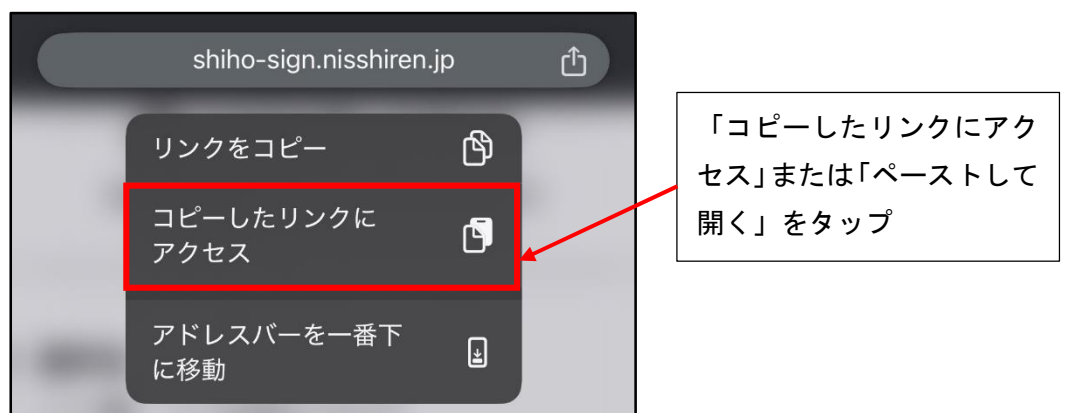 shiho-sign.nisshiren.jp
リンクをコピー
コピーしたリンクに
アクセス
アドレスバーを一番下
に移動
「コピーしたリンクにアク
セス」または「ペーストして
開く」をタップ